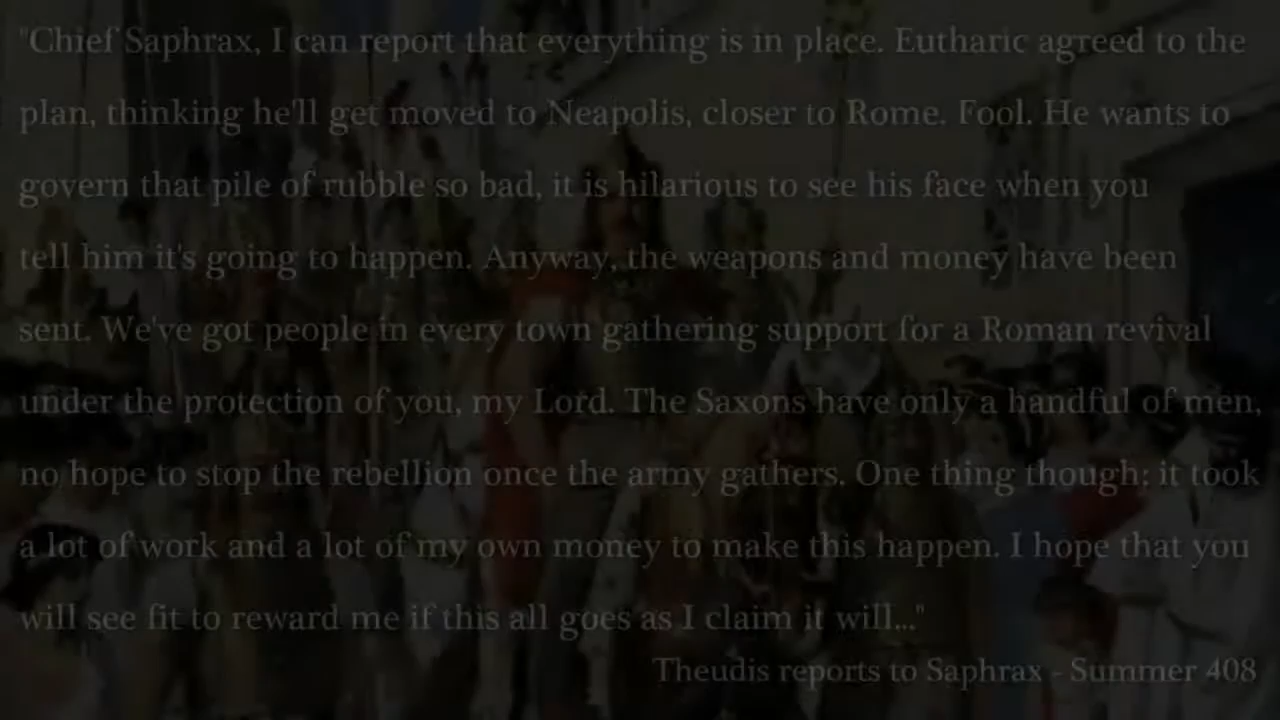 "Chief Saphrax, I can report that everything is in place. Eutharic agreed to the
plan, thinking he'll get moved to Neapolis, closer to Rome. Fool. He wants to
govern that pile of rubble so bad, it is hilarious to see his face when you
tell him it's going to happen. Anyway, the weapons and money have been
sent. We've got people in every town gathering support for a Roman revival
under the protection of you, my Lord. The Saxons have only a handful of men,
no hope to stop the rebellion once the army gathers. One thing though: it took
a lot of work and a lot of my own money to make this happen. I hope that you
will see fit to reward me if this all goes as I claim it will..."
Theudis reports to Saphrax - Summer 408